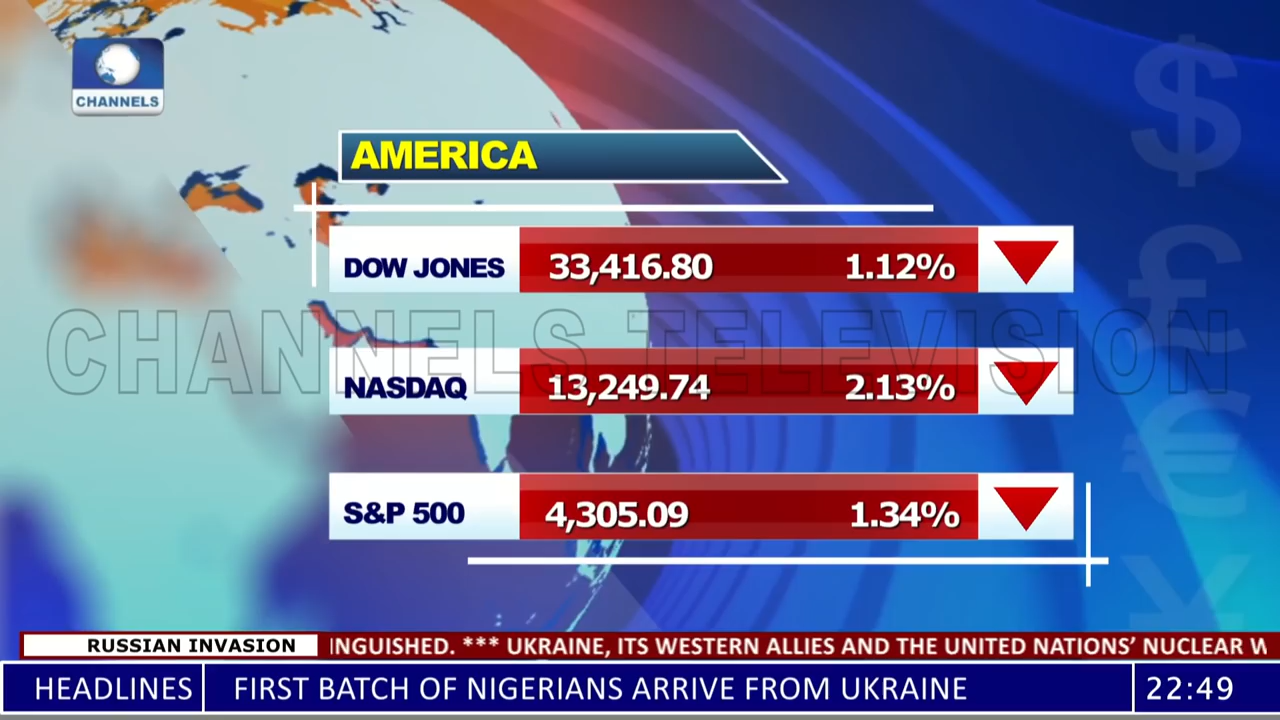 CHANNELS
AMERICA
DOW JONES 33,416.80 1.12%
CHANNELS TELEVISION
NASDAQ 13,249.74 2.13%
S&P 500 4,305.09 1.34%
$
£
€
¥
RUSSIAN INVASION INGUISHED. *** UKRAINE, ITS WESTERN ALLIES AND THE UNITED NATIONS’ NUCLEAR W
HEADLINES FIRST BATCH OF NIGERIANS ARRIVE FROM UKRAINE 22:49